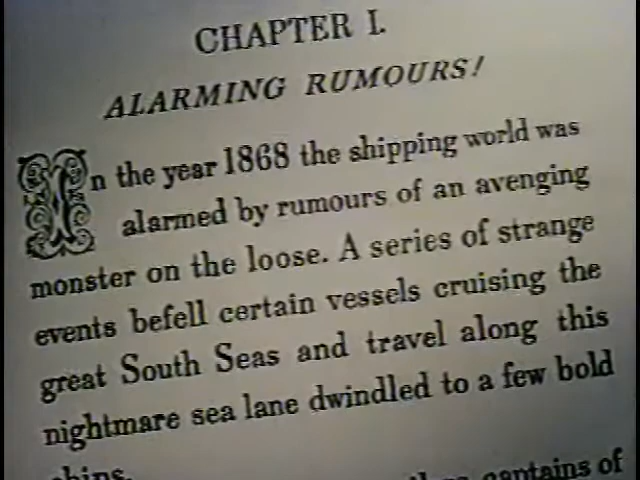 CHAPTER I.
ALARMING RUMOURS!
In the year 1868 the shipping world was
alarmed by rumours of an avenging
monster on the loose. A series of strange
events befell certain vessels cruising the
great South Seas and travel along this
nightmare sea lane dwindled to a few bold
ships.
captains of